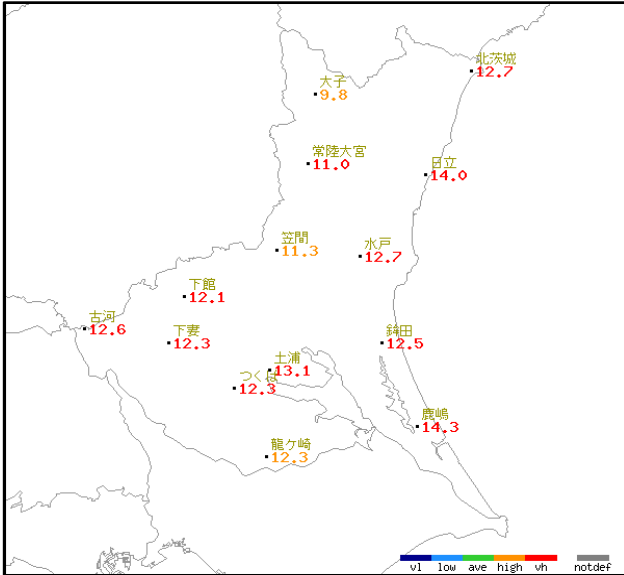 北茨城
12.7
大子
9.8
常陸大宮
11.0
日立
14.0
笠間
11.3
水戸
12.7
下館
12.1
古河
12.6
下妻
12.3
鉾田
12.5
土浦
13.1
つくば
12.3
鹿嶋
14.3
龍ケ崎
12.3
vl low ave high vh notdef